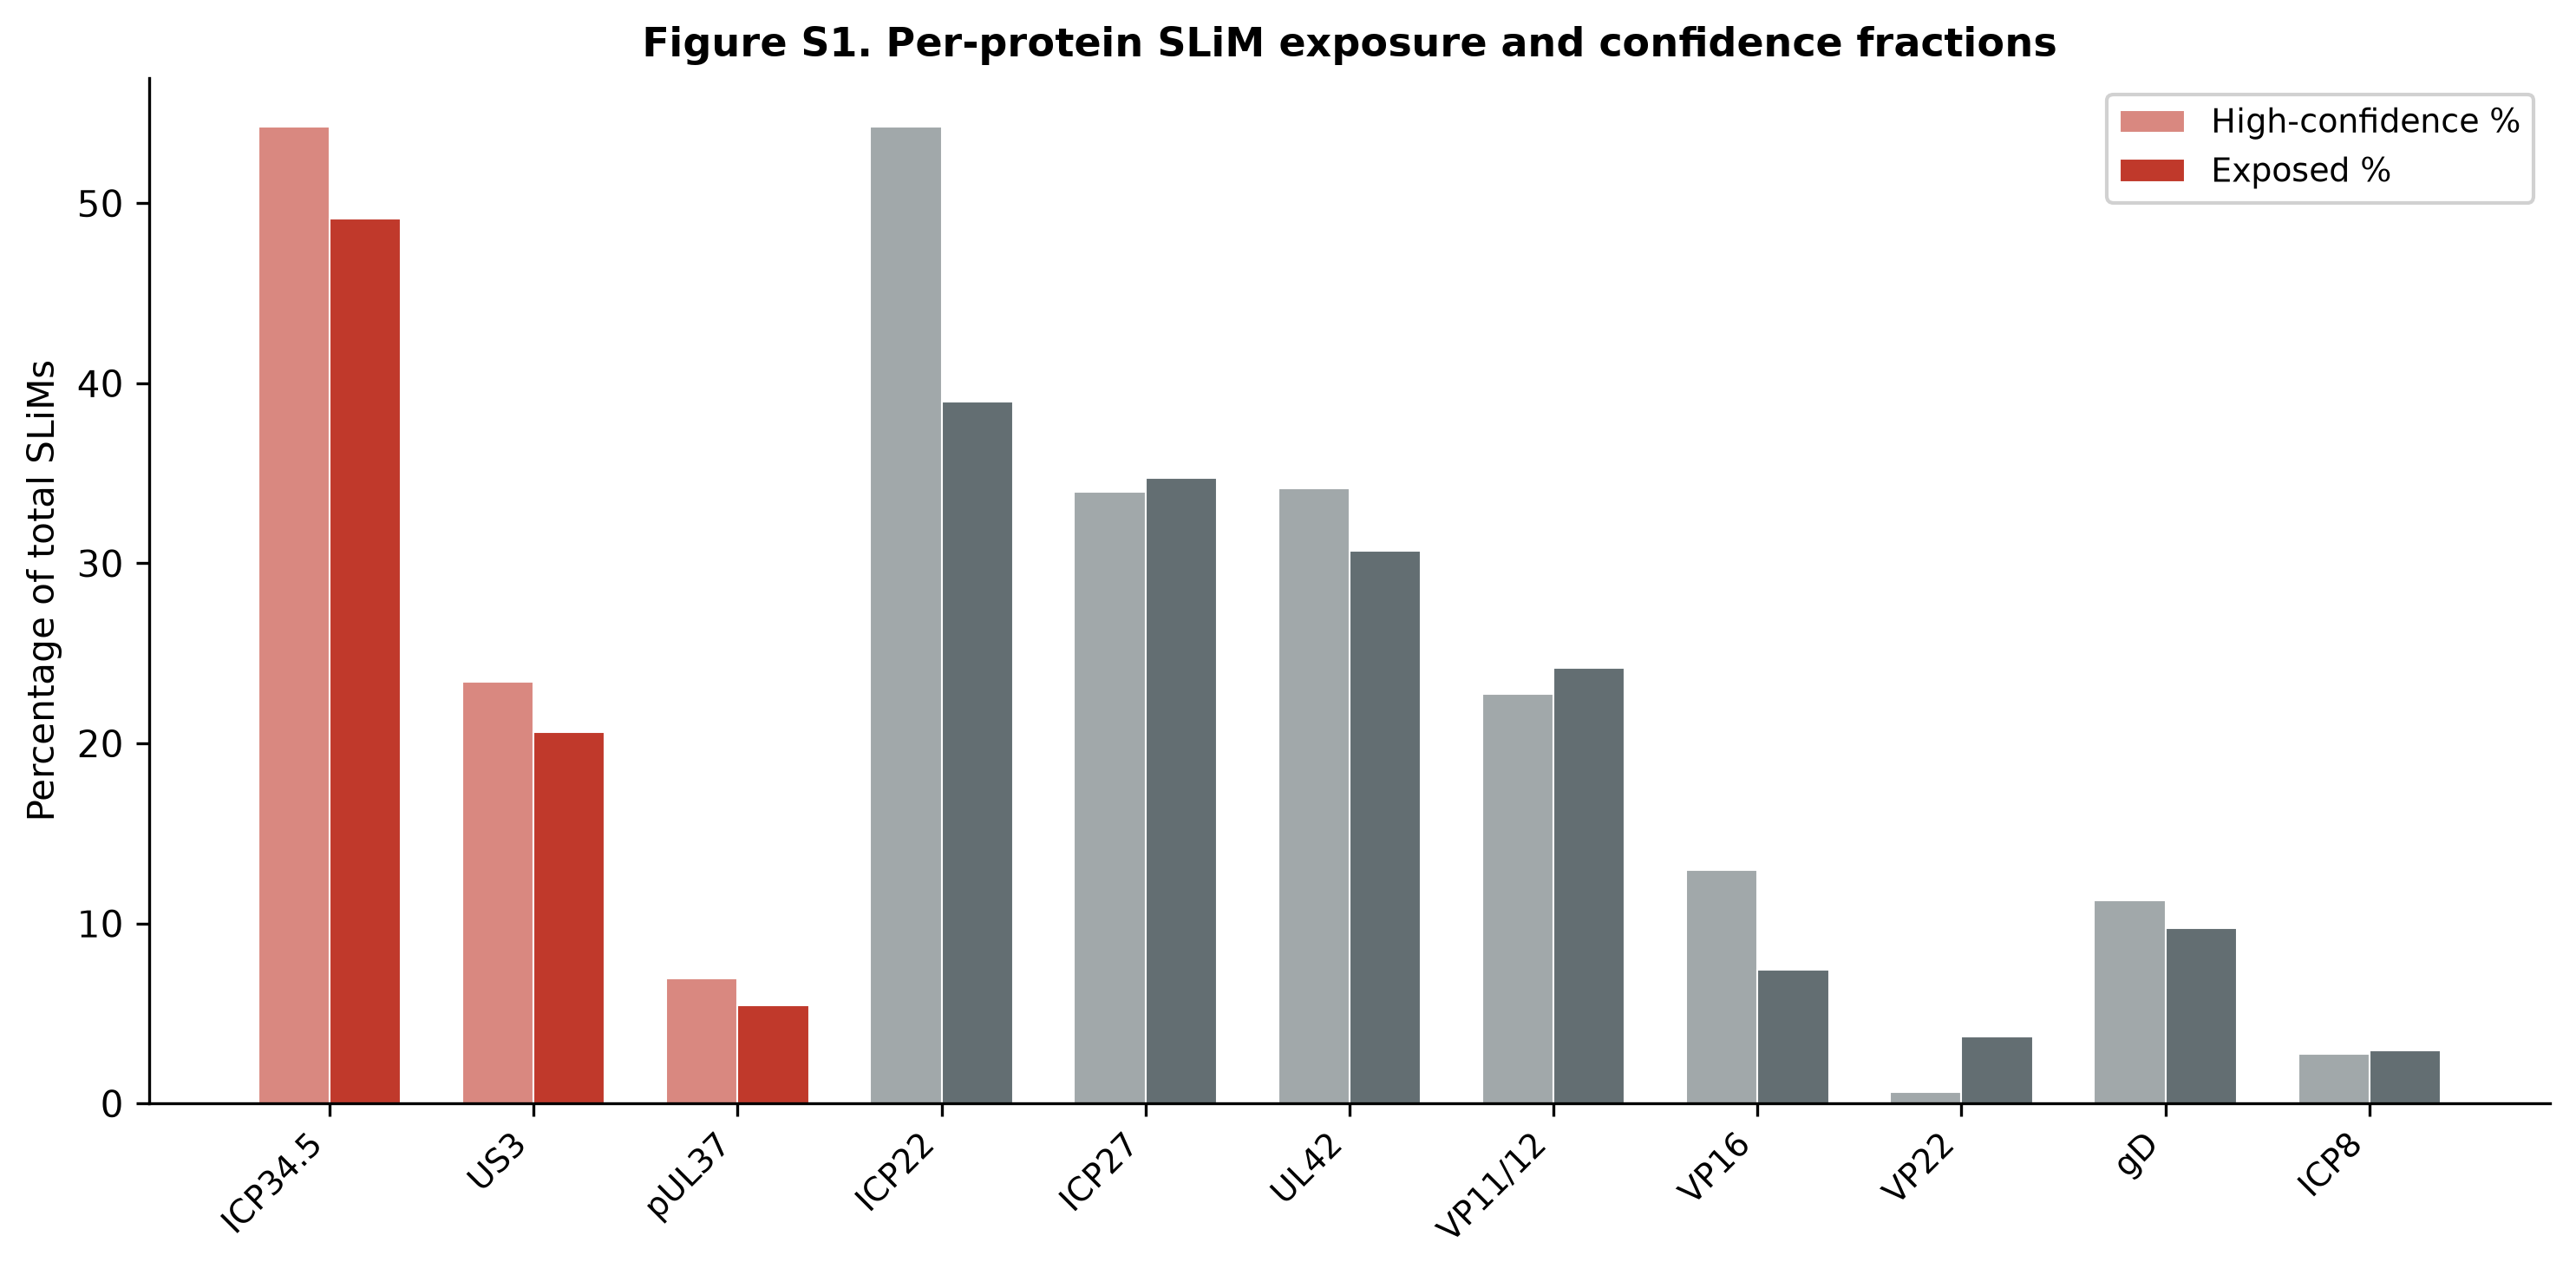 Figure S1. Per-protein SLiM exposure and confidence fractions
High-confidence %
Exposed %
Percentage of total SLiMs
50
40
30
20
10
0
ICP34.5
US3
pUL37
ICP22
ICP27
UL42
VP11/12
VP16
VP22
gD
ICP8